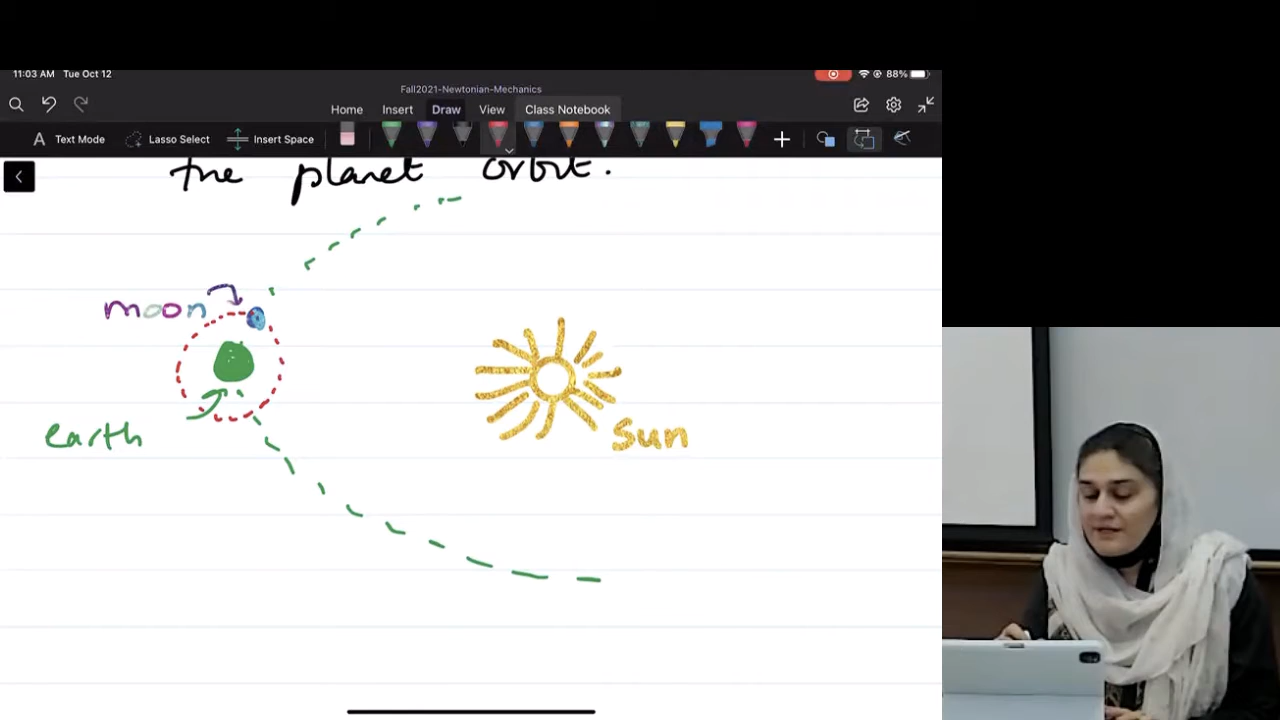 11:03 AM Tue Oct 12
88%
Fall2021-Newtonian-Mechanics
Home Insert Draw View Class Notebook
A Text Mode Lasso Select Insert Space
the planet orbit.
moon
earth
sun